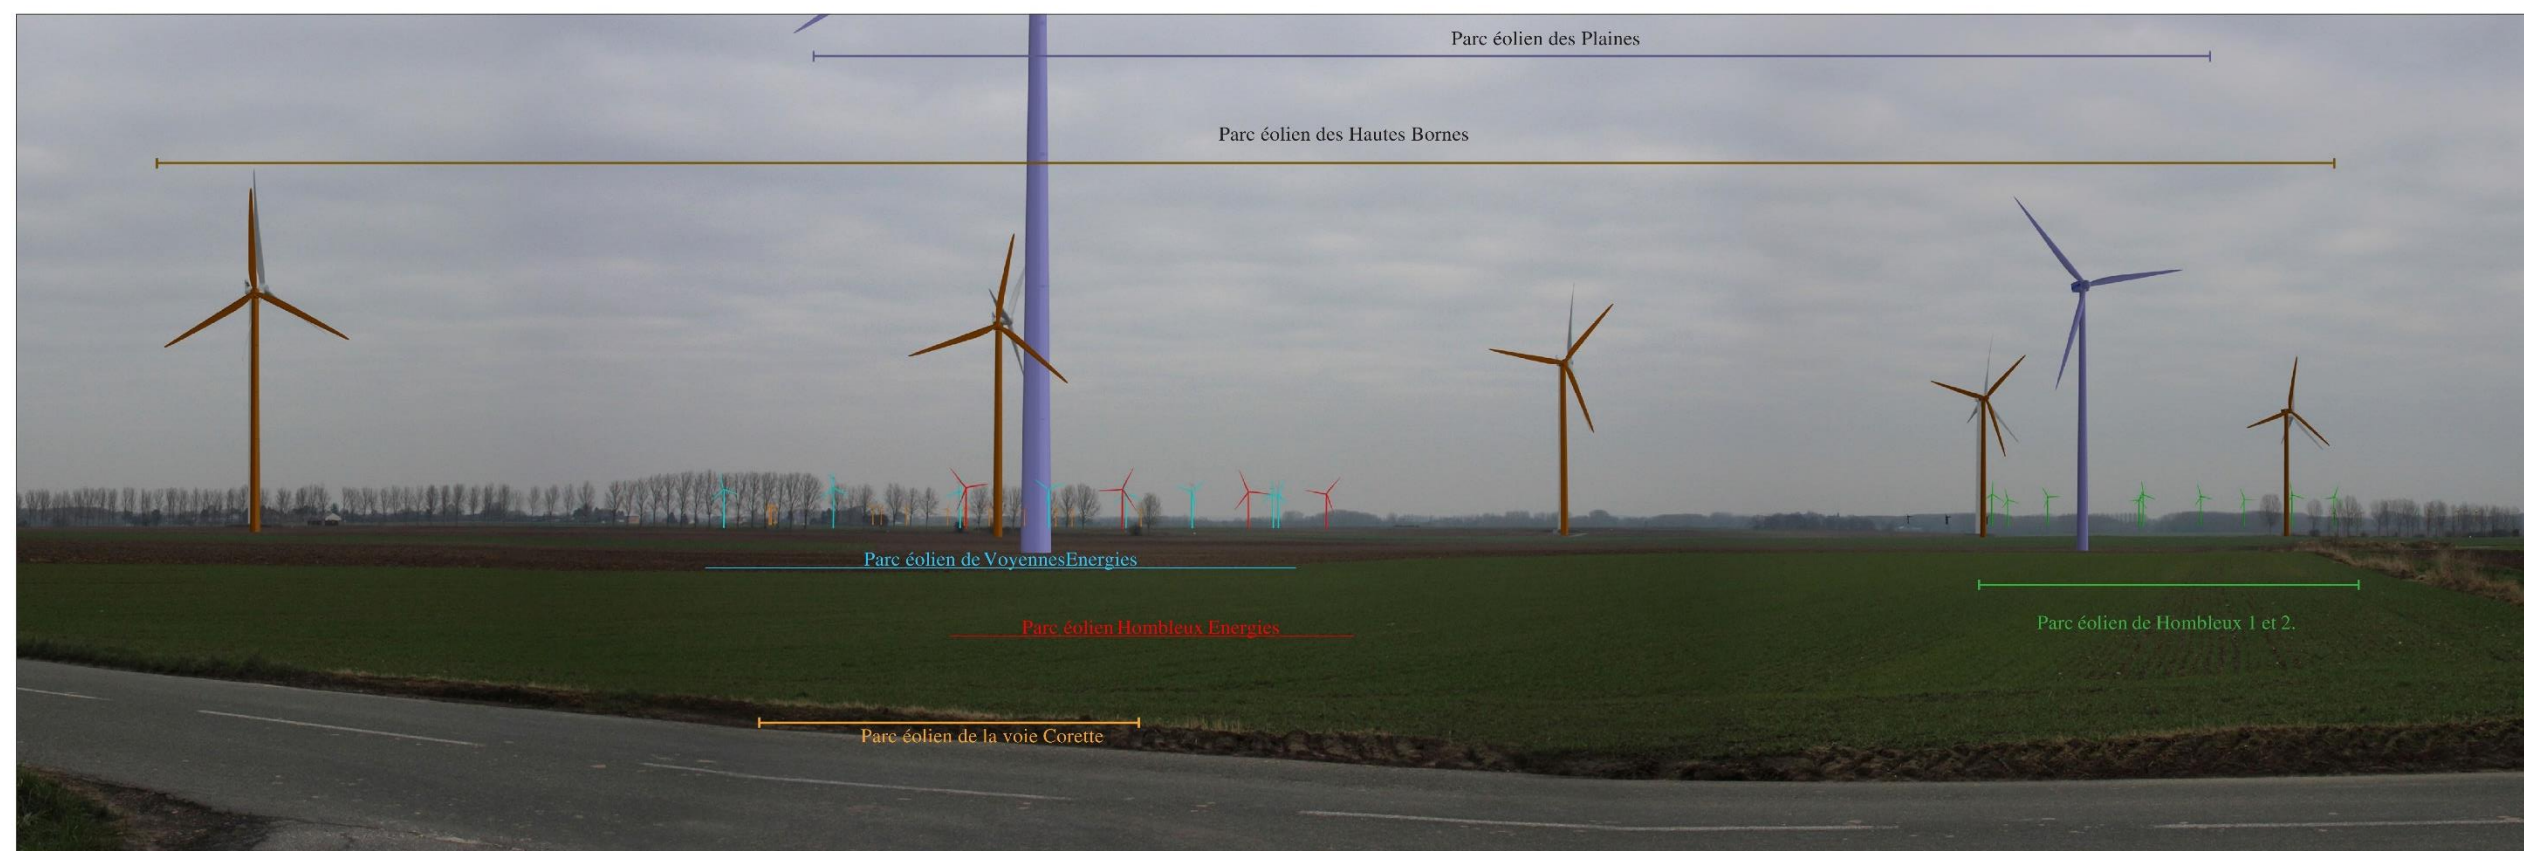 Parc éolien des Plaines
Parc éolien des Hautes Bornes
Parc éolien de VoyennesEnergies
Parc éolien Hombleux Energies
Parc éolien de Hombleux 1 et 2.
Parc éolien de la voie Corette